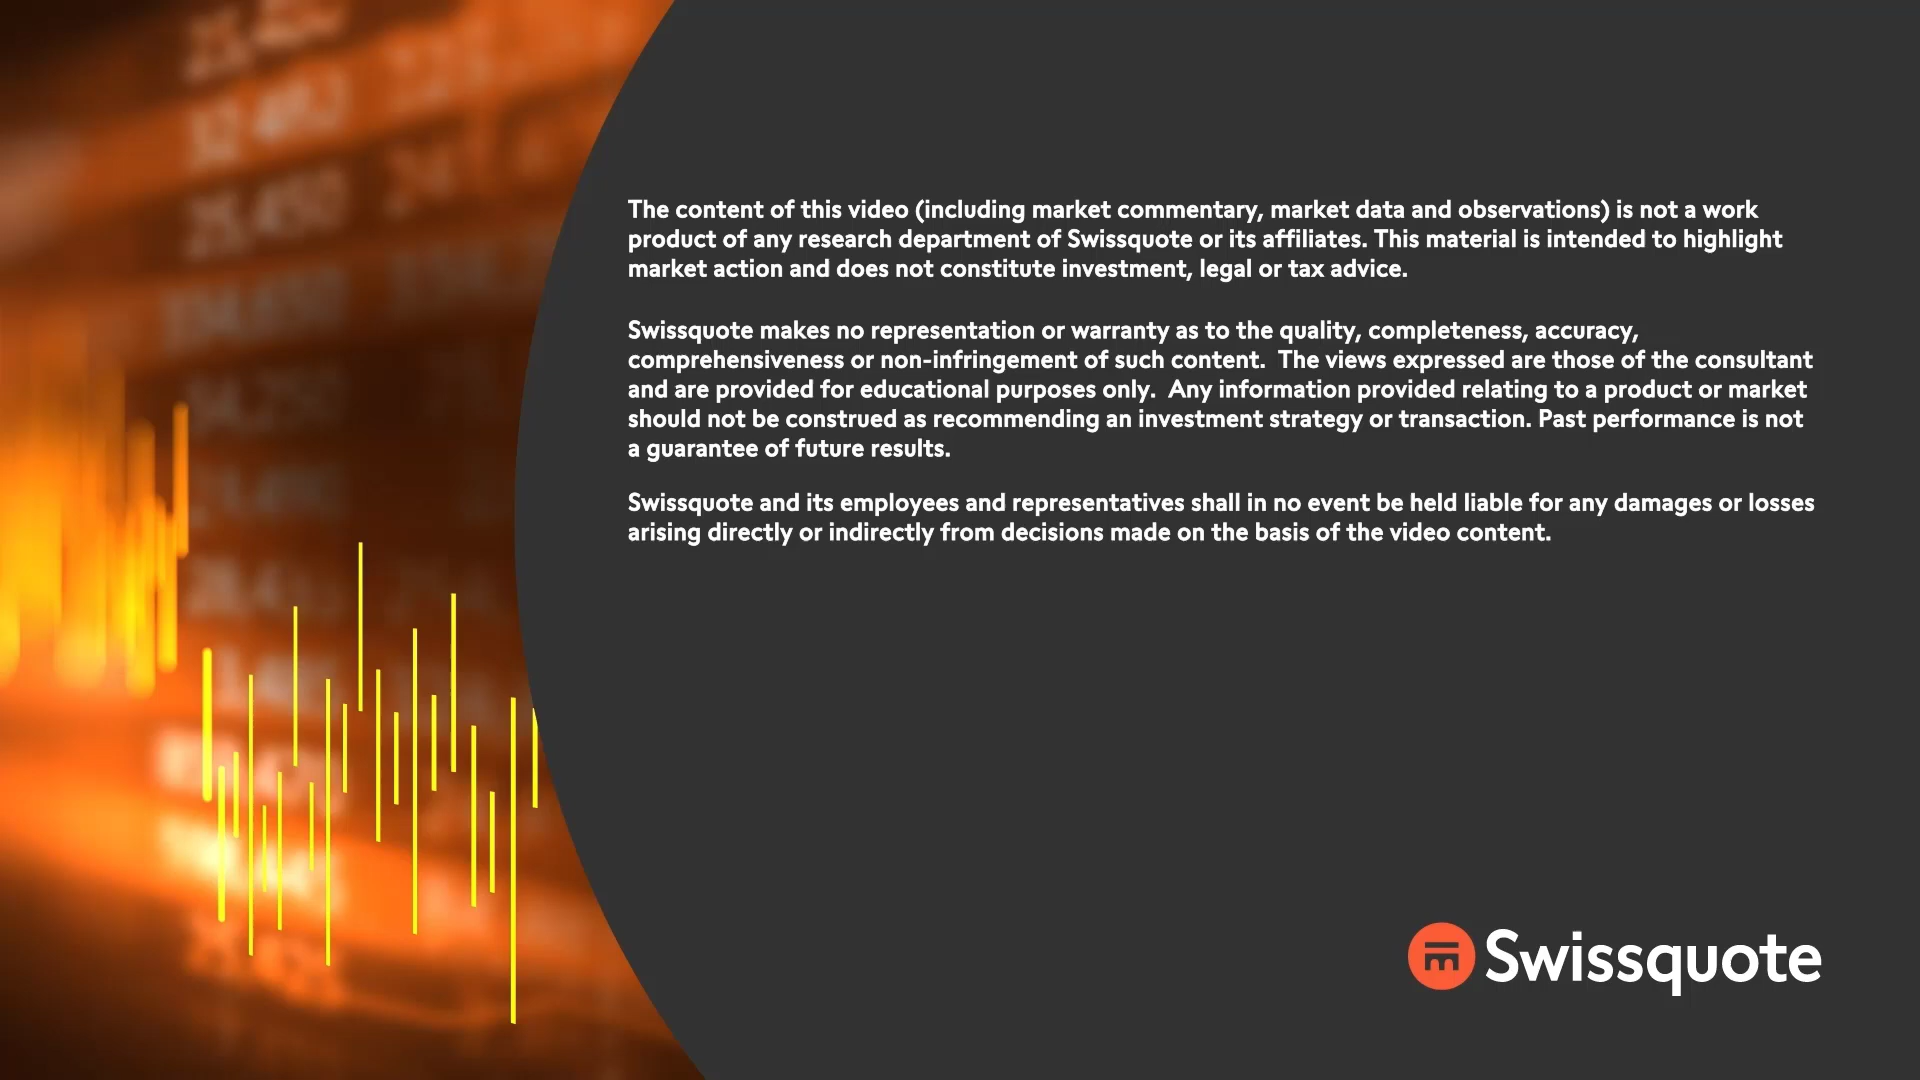 The content of this video (including market commentary, market data and observations) is not a work
product of any research department of Swissquote or its affiliates. This material is intended to highlight
market action and does not constitute investment, legal or tax advice.
Swissquote makes no representation or warranty as to the quality, completeness, accuracy,
comprehensiveness or non-infringement of such content.  The views expressed are those of the consultant
and are provided for educational purposes only.  Any information provided relating to a product or market
should not be construed as recommending an investment strategy or transaction. Past performance is not
a guarantee of future results.
Swissquote and its employees and representatives shall in no event be held liable for any damages or losses
arising directly or indirectly from decisions made on the basis of the video content.
Swissquote